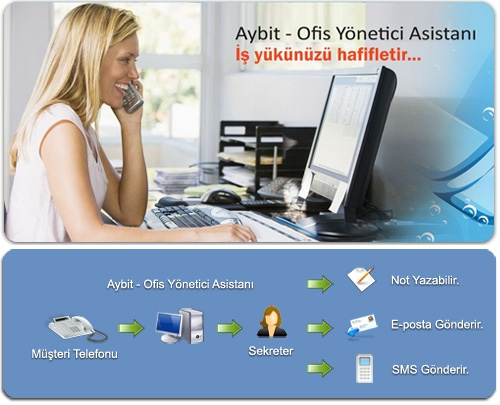 Aybit - Ofis Yönetici Asistanı
İş yükünüzü hafifletir...
Aybit - Ofis Yönetici Asistanı
Not Yazabilir.
Müşteri Telefonu
Sekreter
E-posta Gönderir.
SMS Gönderir.